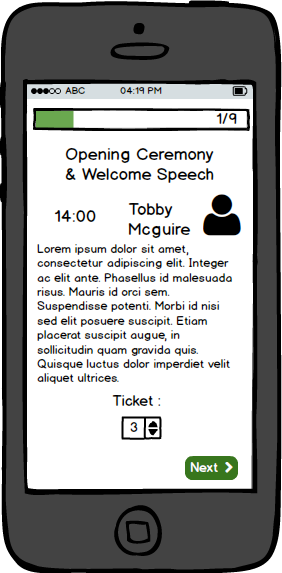 ABC 04:19 PM
1/9
Opening Ceremony
& Welcome Speech
14:00 Tobby
Mcguire
Lorem ipsum dolor sit amet,
consectetur adipiscing elit. Integer
ac elit ante. Phasellus id malesuada
risus. Mauris id orci sem.
Suspendisse potenti. Morbi id nisi
sed elit posuere suscipit. Etiam
placerat suscipit augue, in
sollicitudin quam gravida quis.
Quisque luctus dolor imperdiet velit
aliquet ultrices.
Ticket :
3
Next